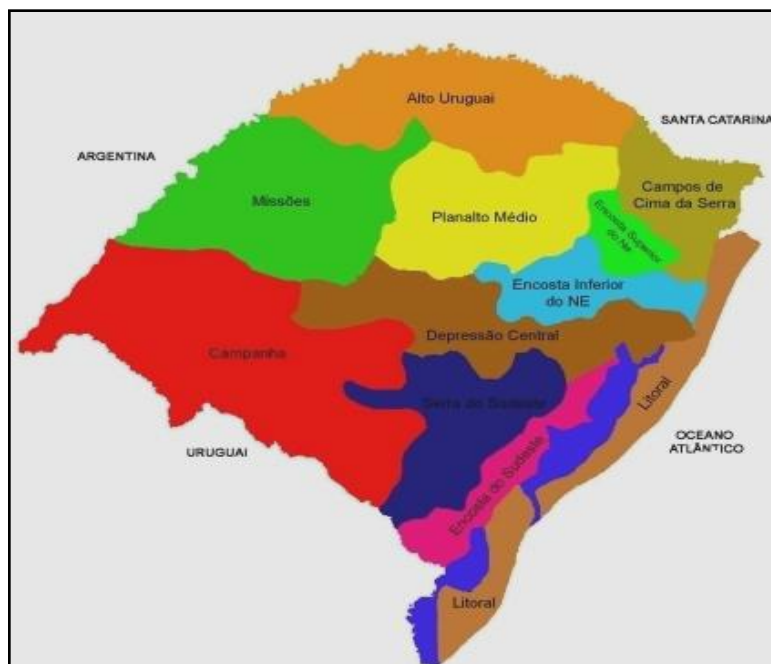 Alto Uruguai
SANTA CATARINA
ARGENTINA
Missões
Campos de
Cima da Serra
Planalto Médio
Encosta Superior
do Ne
Encosta Inferior
do NE
Depressão Central
Campanha
Serra do Sudeste
Litoral
OCEANO
ATLÂNTICO
URUGUAI
Encosta do Sudeste
Litoral